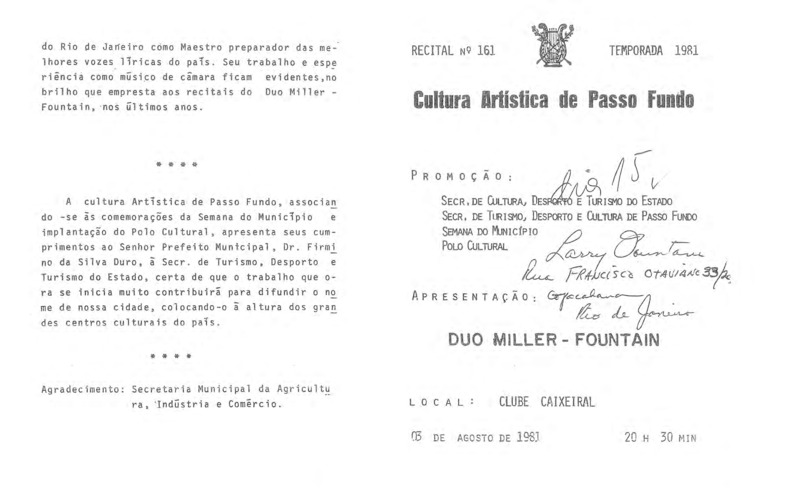 do Rio de Janeiro como Maestro preparador das me-
lhores vozes líricas do país. Seu trabalho e espe
riência como músico de câmara ficam evidentes,no
brilho que empresta aos recitais do Duo Miller -
Fountain, nos últimos anos.
* * * *
A cultura Artística de Passo Fundo, associan
do -se às comemorações da Semana do Município e
implantação do Polo Cultural, apresenta seus cum-
primentos ao Senhor Prefeito Municipal, Dr. Firmi
no da Silva Duro, à Secr. de Turismo, Desporto e
Turismo do Estado, certa de que o trabalho que o-
ra se inicia muito contribuirá para difundir o no
me de nossa cidade, colocando-o à altura dos gran
des centros culturais do país.
* * * *
Agradecimento: Secretaria Municipal da Agricultu
ra, Indústria e Comércio.
RECITAL Nº 161 TEMPORADA 1981
Cultura Artística de Passo Fundo
PROMOÇÃO:
dia 15
SECR. DE CULTURA, DESPORTO E TURISMO DO ESTADO
SECR. DE TURISMO, DESPORTO E CULTURA DE PASSO FUNDO
SEMANA DO MUNICÍPIO
POLO CULTURAL
Larry Fountain
Rua FRANCISCO OTAVIANO 33/
APRESENTAÇÃO:
Copacabana
Rio de Janeiro
DUO MILLER - FOUNTAIN
LOCAL: CLUBE CAIXEIRAL
03 DE AGOSTO DE 1981 20 H 30 MIN